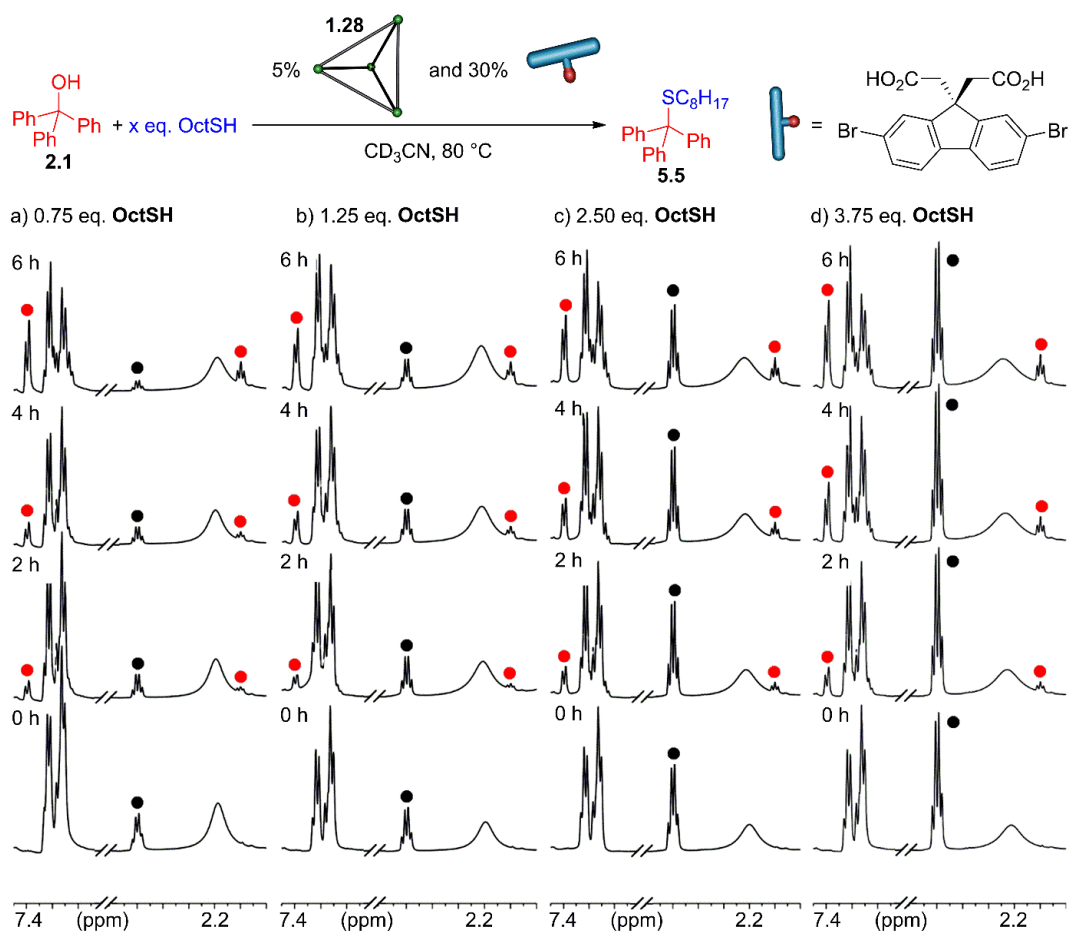 1.28
5% and 30%
OH
Ph Ph
Ph
2.1
+ x eq. OctSH
CD₃CN, 80 °C
SC₈H₁₇
Ph Ph
Ph
5.5
=
HO₂C CO₂H
Br Br
a) 0.75 eq. OctSH
b) 1.25 eq. OctSH
c) 2.50 eq. OctSH
d) 3.75 eq. OctSH
6 h 6 h 6 h 6 h
4 h 4 h 4 h 4 h
2 h 2 h 2 h 2 h
0 h 0 h 0 h 0 h
7.4 (ppm) 2.2 7.4 (ppm) 2.2 7.4 (ppm) 2.2 7.4 (ppm) 2.2